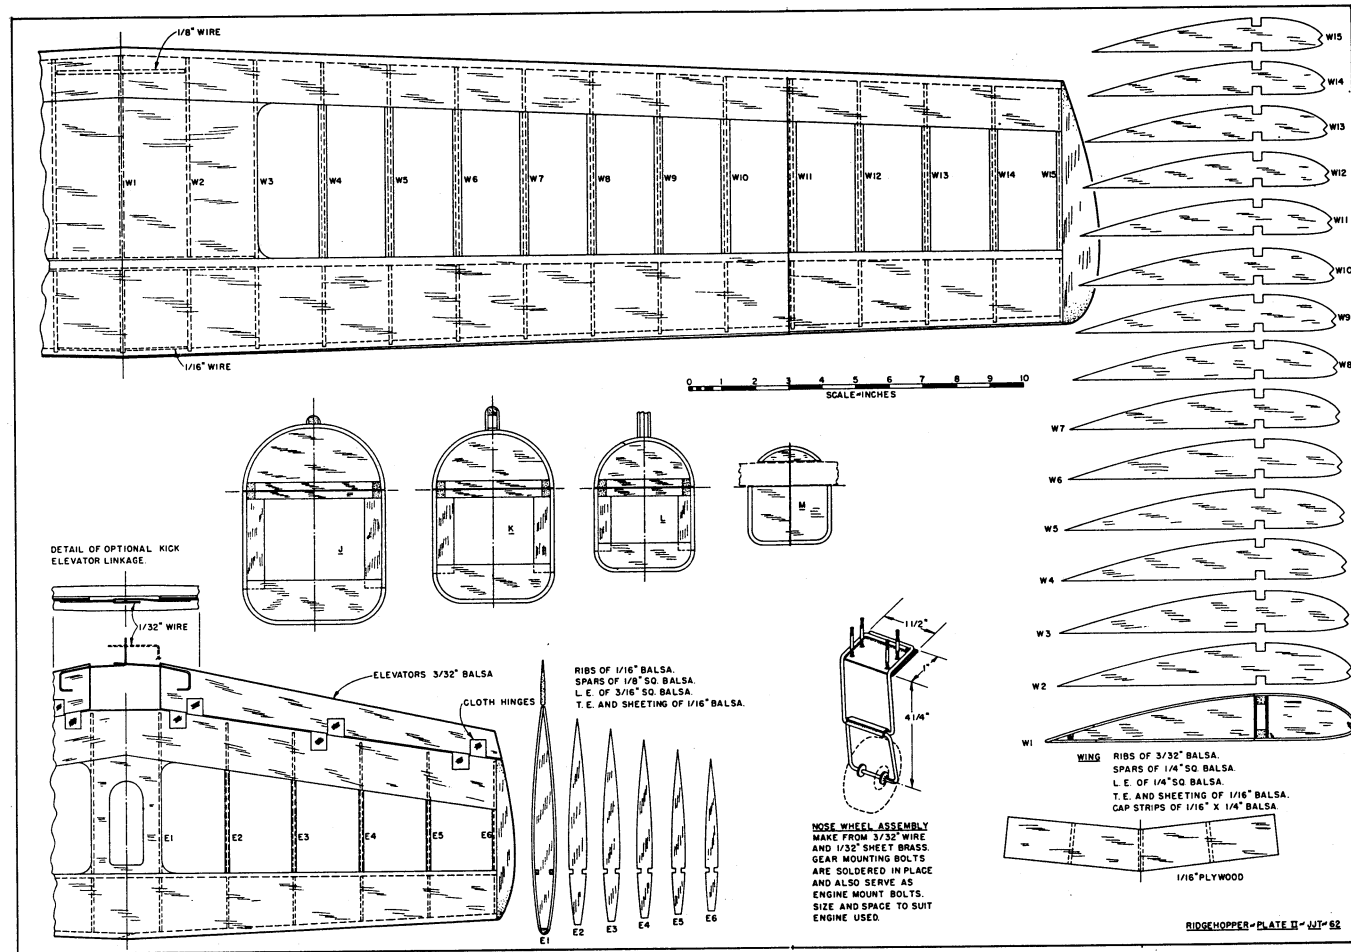 1/8" WIRE
W1
W2
W3
W4
W5
W6
W7
W8
W9
W10
W11
W12
W13
W14
W15
1/16" WIRE
0 1 2 3 4 5 6 7 8 9 10
SCALE-INCHES
W15
W14
W13
W12
W11
W10
W9
W8
W7
W6
W5
W4
W3
W2
W1
J
K
L
M
DETAIL OF OPTIONAL KICK
ELEVATOR LINKAGE.
1/32" WIRE
ELEVATORS 3/32" BALSA
CLOTH HINGES
RIBS OF 1/16" BALSA.
SPARS OF 1/8" SQ. BALSA.
L. E. OF 3/16" SQ. BALSA.
T. E. AND SHEETING OF 1/16" BALSA.
E1
E2
E3
E4
E5
E6
E1
E2
E3
E4
E5
E6
1 1/2"
1"
4 1/4"
NOSE WHEEL ASSEMBLY
MAKE FROM 3/32" WIRE
AND 1/32" SHEET BRASS.
GEAR MOUNTING BOLTS
ARE SOLDERED IN PLACE
AND ALSO SERVE AS
ENGINE MOUNT BOLTS.
SIZE AND SPACE TO SUIT
ENGINE USED.
WING RIBS OF 3/32" BALSA.
SPARS OF 1/4" SQ. BALSA.
L. E. OF 1/4" SQ. BALSA.
T. E. AND SHEETING OF 1/16" BALSA.
CAP STRIPS OF 1/16" X 1/4" BALSA.
1/16" PLYWOOD
RIDGEHOPPER-PLATE II-JJT-62